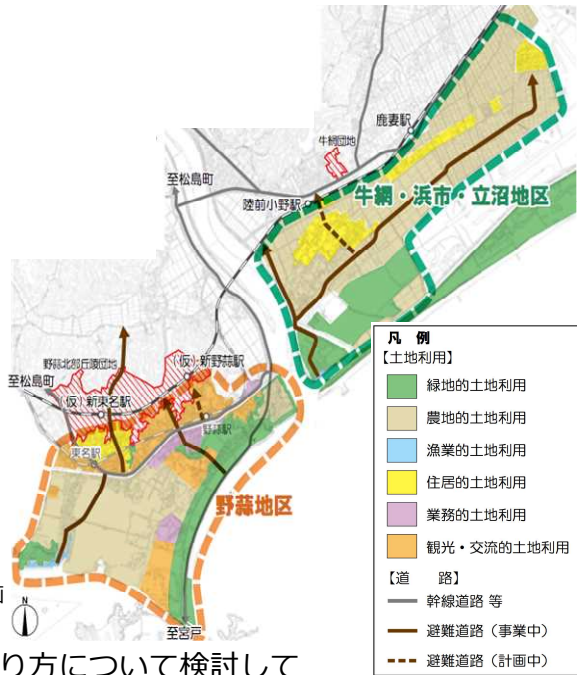 鹿妻駅
牛網団地
至松島町
陸前小野駅
牛網・浜市・立沼地区
野蒜北部丘陵団地
(仮)新野蒜駅
至松島町
(仮)新東名駅
野蒜駅
東名駅
野蒜地区
至宮戸
N
凡 例
【土地利用】
緑地的土地利用
農地的土地利用
漁業的土地利用
住居的土地利用
業務的土地利用
観光・交流的土地利用
【道 路】
幹線道路 等
避難道路（事業中）
避難道路（計画中）
り方について検討して